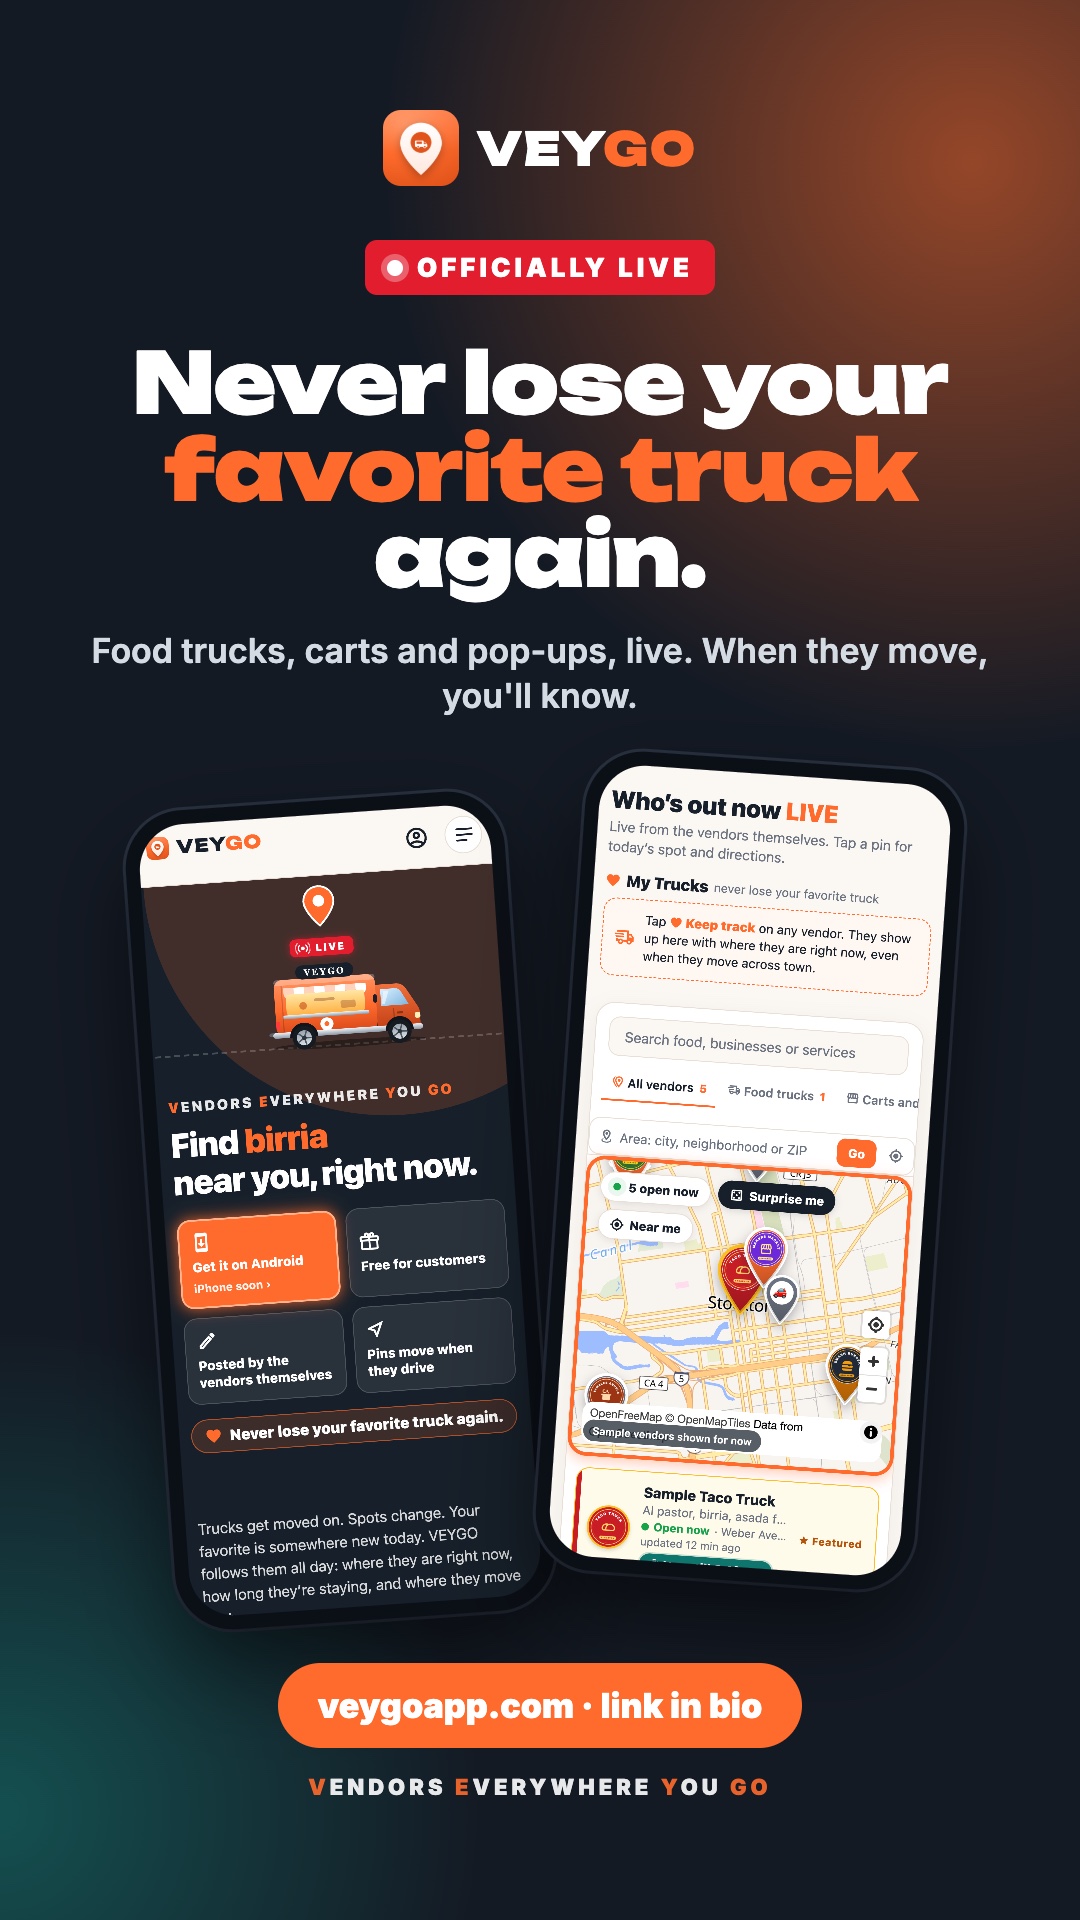 VEYGO
OFFICIALLY LIVE
Never lose your
favorite truck
again.
Food trucks, carts and pop-ups, live. When they move,
you'll know.
VEYGO
LIVE
VEYGO
VENDORS EVERYWHERE YOU GO
Find birria
near you, right now.
Get it on Android
iPhone soon ›
Free for customers
Posted by the
vendors themselves
Pins move when
they drive
Never lose your favorite truck again.
Trucks get moved on. Spots change. Your
favorite is somewhere new today. VEYGO
follows them all day: where they are right now,
how long they're staying, and where they move
Who's out now LIVE
Live from the vendors themselves. Tap a pin for
today's spot and directions.
My Trucks never lose your favorite truck
Tap Keep track on any vendor. They show
up here with where they are right now, even
when they move across town.
Search food, businesses or services
All vendors 5
Food trucks 1
Carts and
Area: city, neighborhood or ZIP
Go
5 open now
Surprise me
Near me
Canal
CA 4
5
OpenFreeMap © OpenMapTiles Data from
Sample vendors shown for now
Sample Taco Truck
Al pastor, birria, asada f...
Open now · Weber Ave...
updated 12 min ago
Featured
veygoapp.com · link in bio
VENDORS EVERYWHERE YOU GO